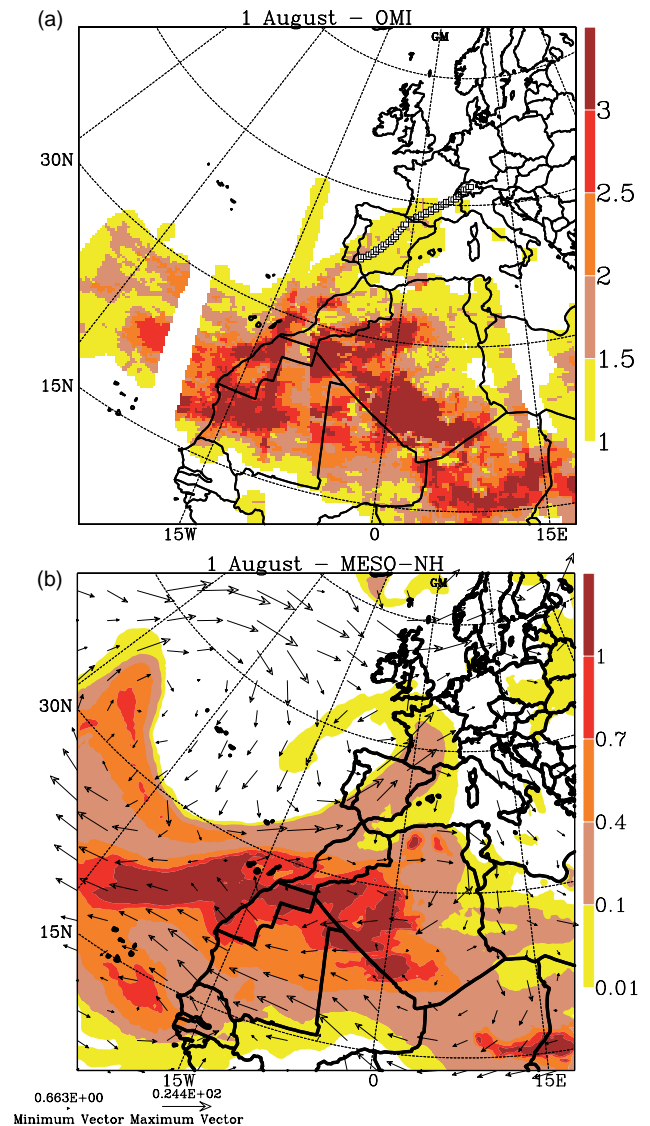 (a)
1 August - OMI
GM
30N
15N
15W
0
15E
3
2.5
2
1.5
1
(b)
1 August - MESO-NH
GM
30N
15N
15W
0
15E
1
0.7
0.4
0.1
0.01
0.663E+00
0.244E+02
Minimum Vector Maximum Vector